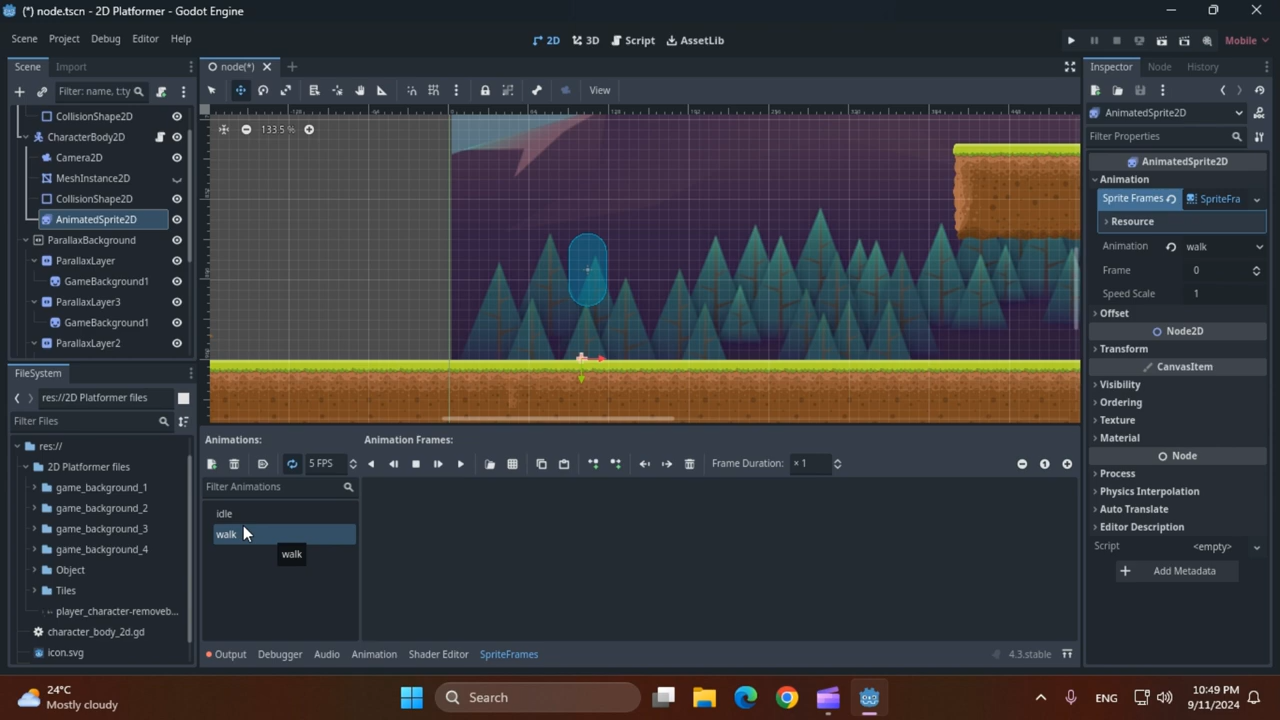 (*) node.tscn - 2D Platformer - Godot Engine
Scene Project Debug Editor Help
2D 3D Script AssetLib
Mobile
Scene Import
node(*)
Inspector Node History
Filter: name, t:ty
View
CollisionShape2D
CharacterBody2D
Camera2D
MeshInstance2D
CollisionShape2D
AnimatedSprite2D
ParallaxBackground
ParallaxLayer
GameBackground1
ParallaxLayer3
GameBackground1
ParallaxLayer2
133.5 %
AnimatedSprite2D
Filter Properties
AnimatedSprite2D
Animation
Sprite Frames SpriteFra
Resource
Animation walk
Frame 0
Speed Scale 1
Offset
Node2D
Transform
CanvasItem
Visibility
Ordering
Texture
Material
Node
Process
Physics Interpolation
Auto Translate
Editor Description
Script <empty>
Add Metadata
FileSystem
res://2D Platformer files
Filter Files
res://
2D Platformer files
game_background_1
game_background_2
game_background_3
game_background_4
Object
Tiles
player_character-removeb...
character_body_2d.gd
icon.svg
Animations: Animation Frames:
5 FPS
Frame Duration: ×1
Filter Animations
idle
walk
walk
Output Debugger Audio Animation Shader Editor SpriteFrames
4.3.stable
24°C
Mostly cloudy
Search
ENG
10:49 PM
9/11/2024